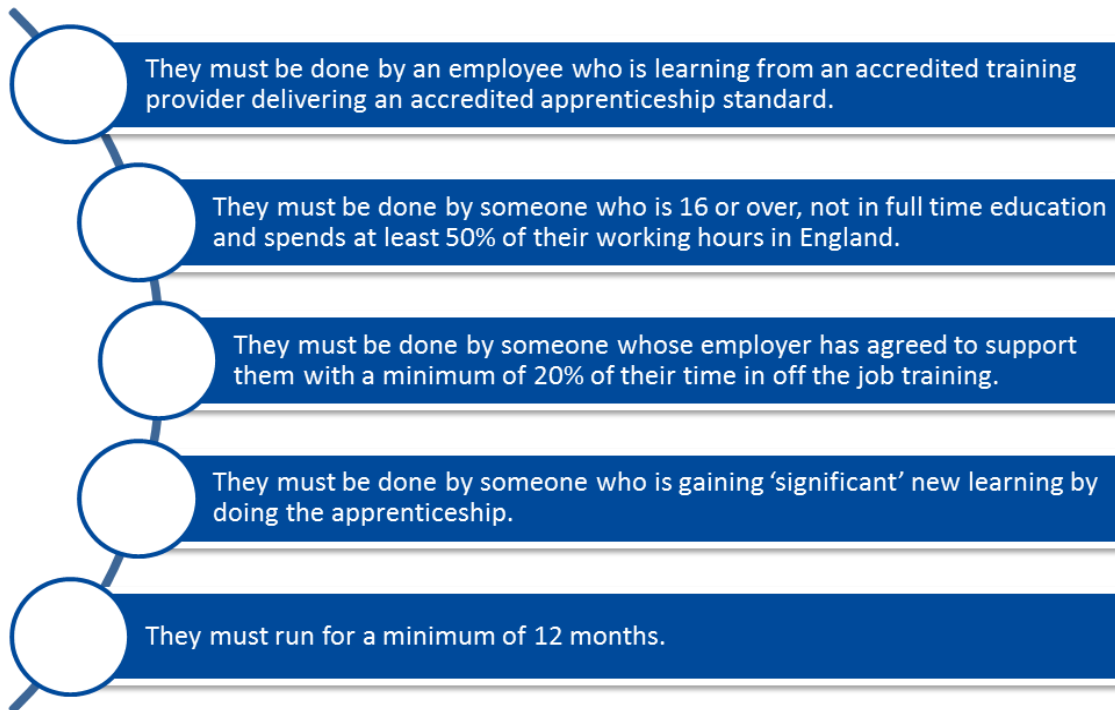 They must be done by an employee who is learning from an accredited training
provider delivering an accredited apprenticeship standard.
They must be done by someone who is 16 or over, not in full time education
and spends at least 50% of their working hours in England.
They must be done by someone whose employer has agreed to support
them with a minimum of 20% of their time in off the job training.
They must be done by someone who is gaining ‘significant’ new learning by
doing the apprenticeship.
They must run for a minimum of 12 months.